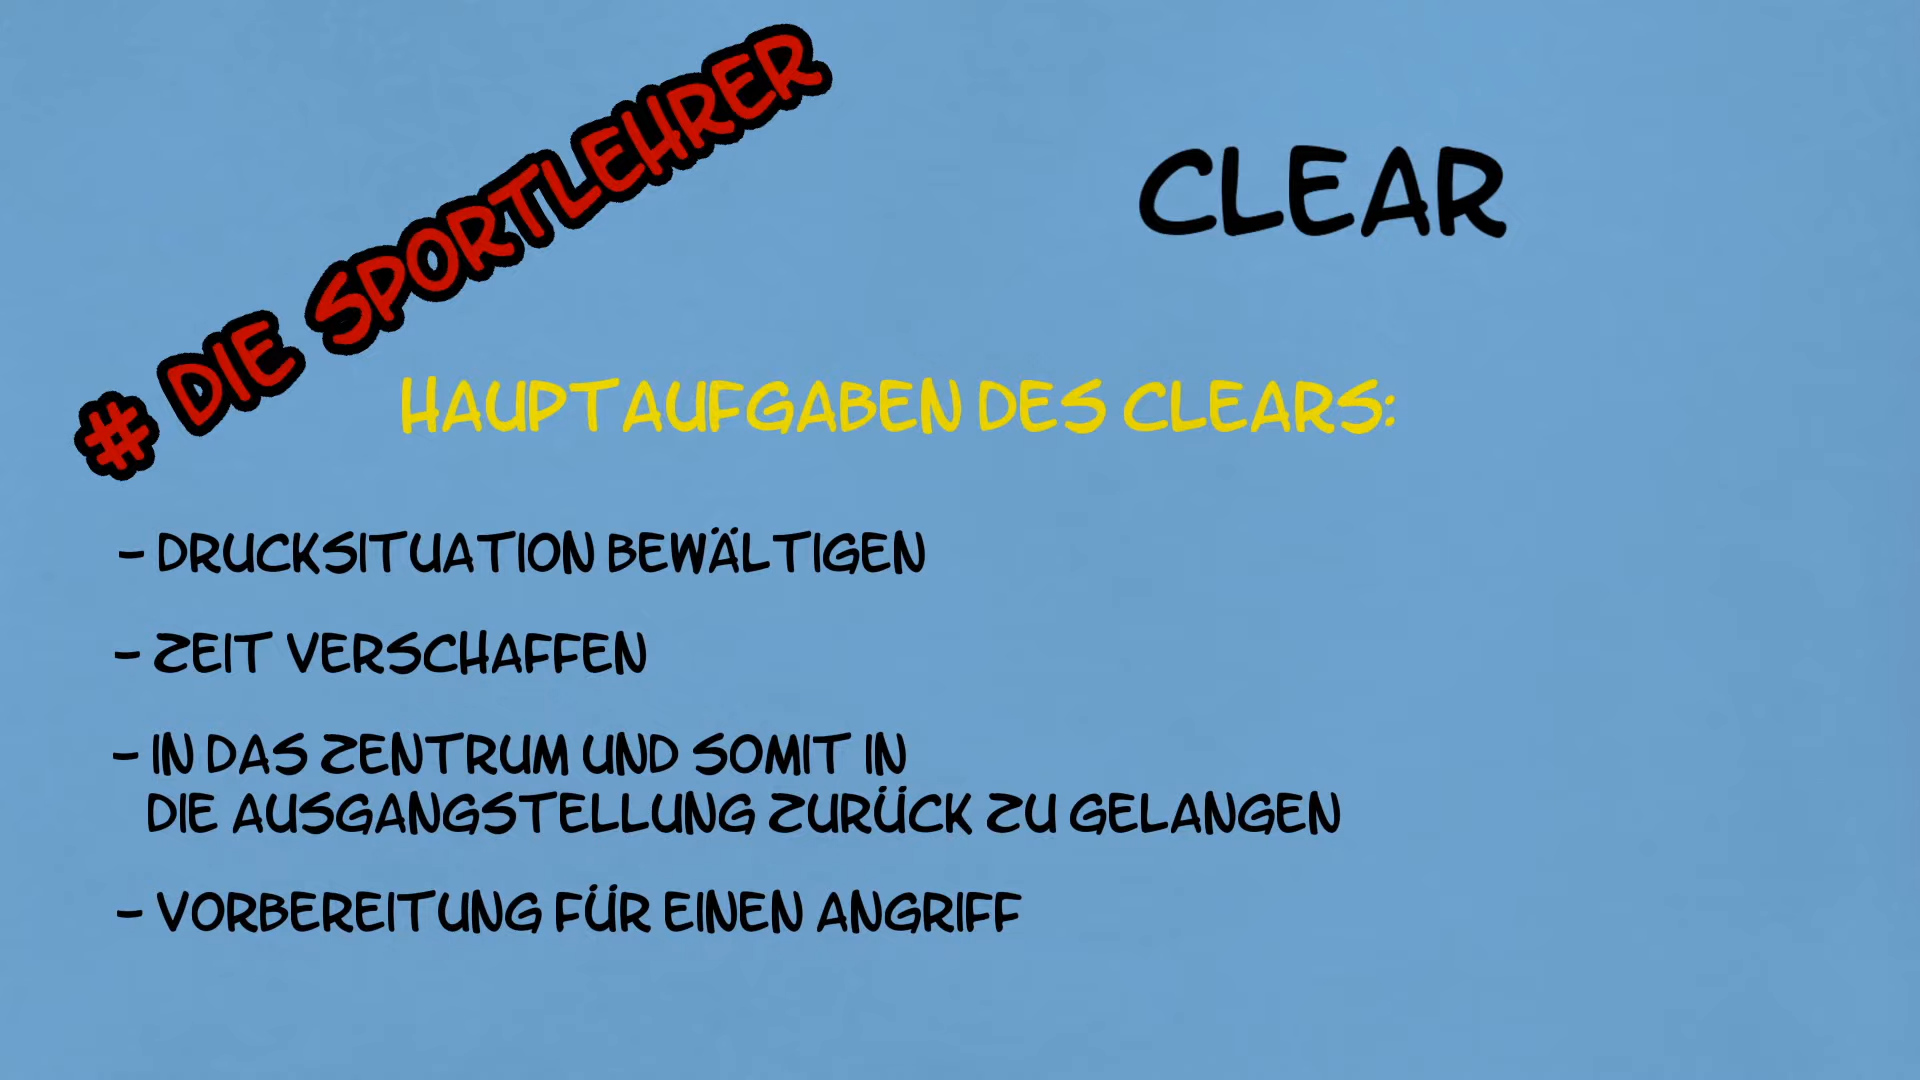 # DIE SPORTLEHRER
CLEAR
HAUPTAUFGABEN DES CLEARS:
- DRUCKSITUATION BEWÄLTIGEN
- ZEIT VERSCHAFFEN
- IN DAS ZENTRUM UND SOMIT IN
DIE AUSGANGSTELLUNG ZURÜCK ZU GELANGEN
- VORBEREITUNG FÜR EINEN ANGRIFF